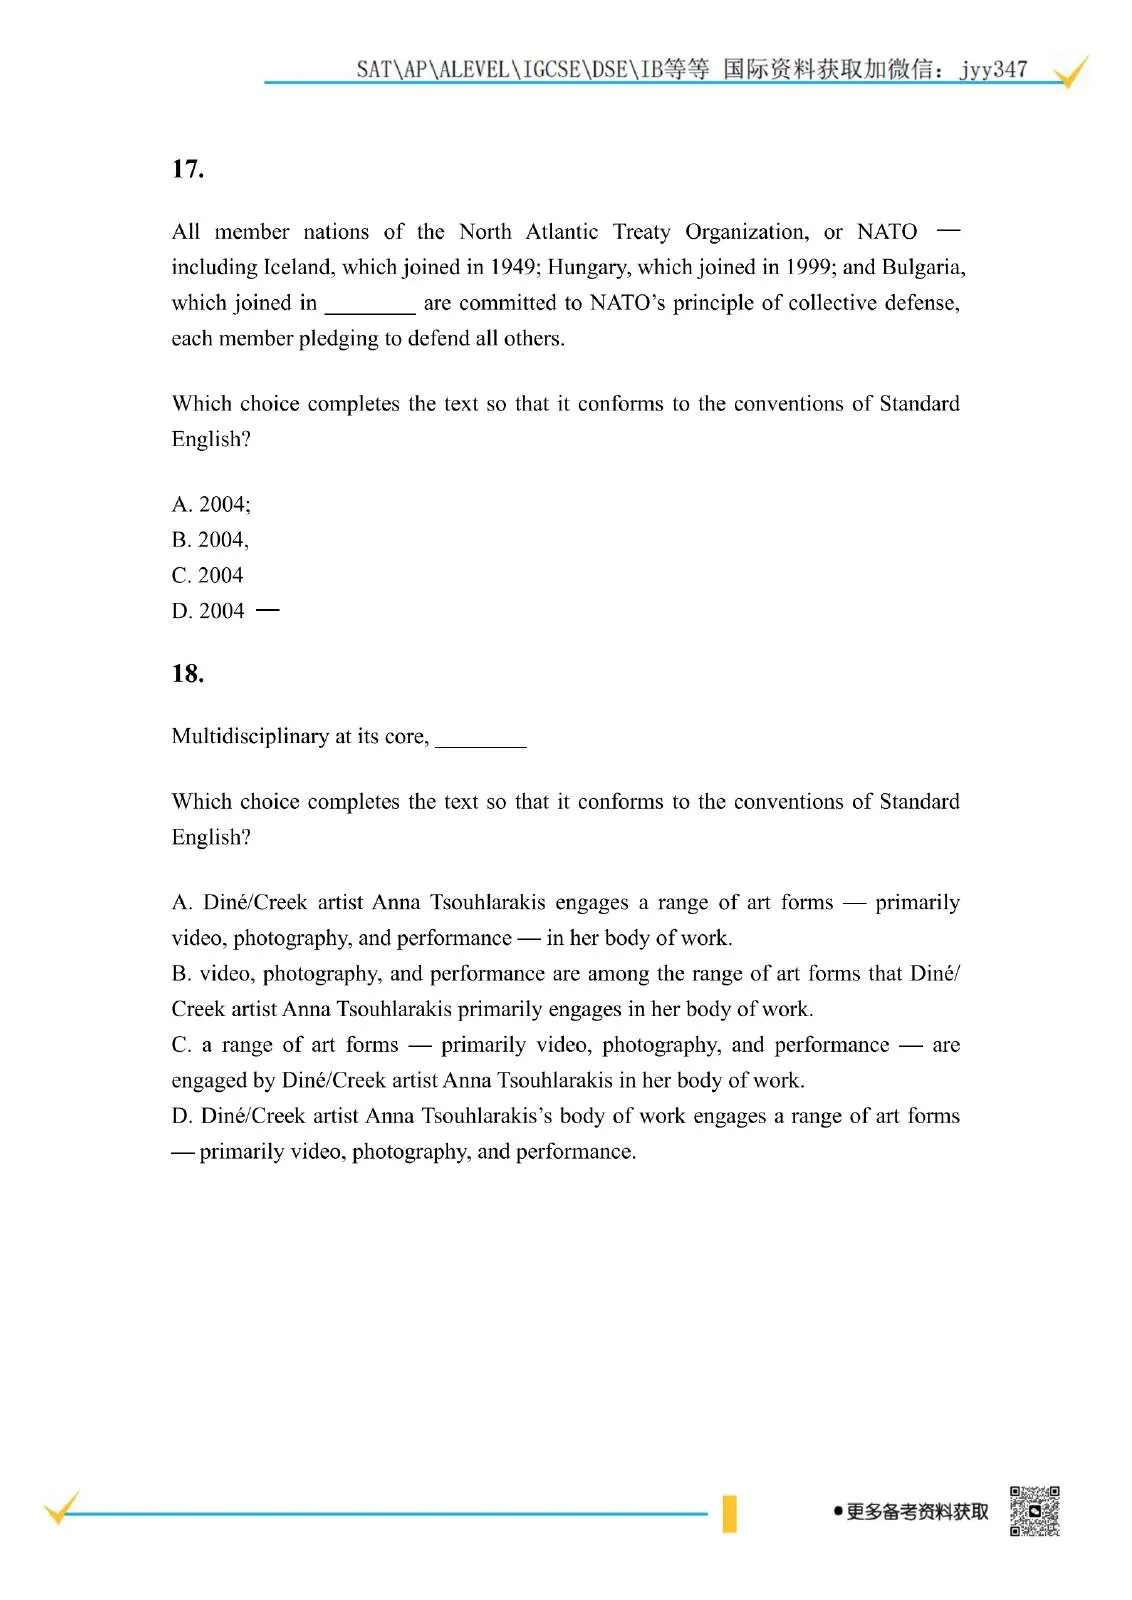 SAT\AP\ALEVEL\IGCSE\DSE\IB等等 国际资料获取加微信：jyy347
17.
All member nations of the North Atlantic Treaty Organization, or NATO —
including Iceland, which joined in 1949; Hungary, which joined in 1999; and Bulgaria,
which joined in ________ are committed to NATO’s principle of collective defense,
each member pledging to defend all others.
Which choice completes the text so that it conforms to the conventions of Standard
English?
A. 2004;
B. 2004,
C. 2004
D. 2004 —
18.
Multidisciplinary at its core, ________
Which choice completes the text so that it conforms to the conventions of Standard
English?
A. Diné/Creek artist Anna Tsouhlarakis engages a range of art forms — primarily
video, photography, and performance — in her body of work.
B. video, photography, and performance are among the range of art forms that Diné/
Creek artist Anna Tsouhlarakis primarily engages in her body of work.
C. a range of art forms — primarily video, photography, and performance — are
engaged by Diné/Creek artist Anna Tsouhlarakis in her body of work.
D. Diné/Creek artist Anna Tsouhlarakis’s body of work engages a range of art forms
— primarily video, photography, and performance.
•更多备考资料获取